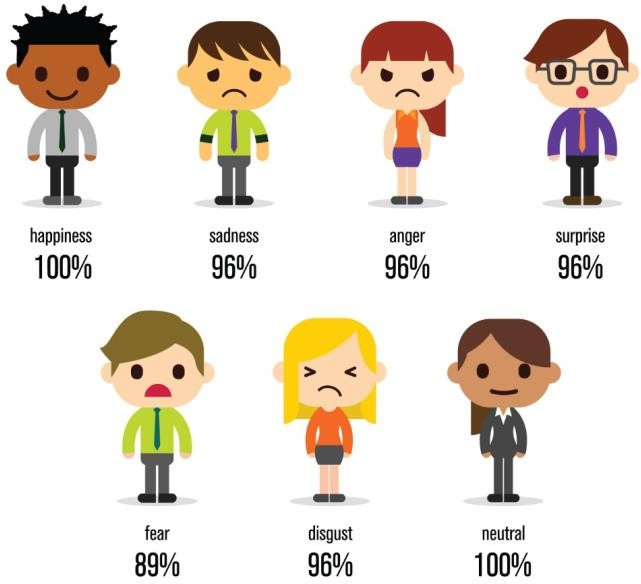 happiness
100%
sadness
96%
anger
96%
surprise
96%
fear
89%
disgust
96%
neutral
100%